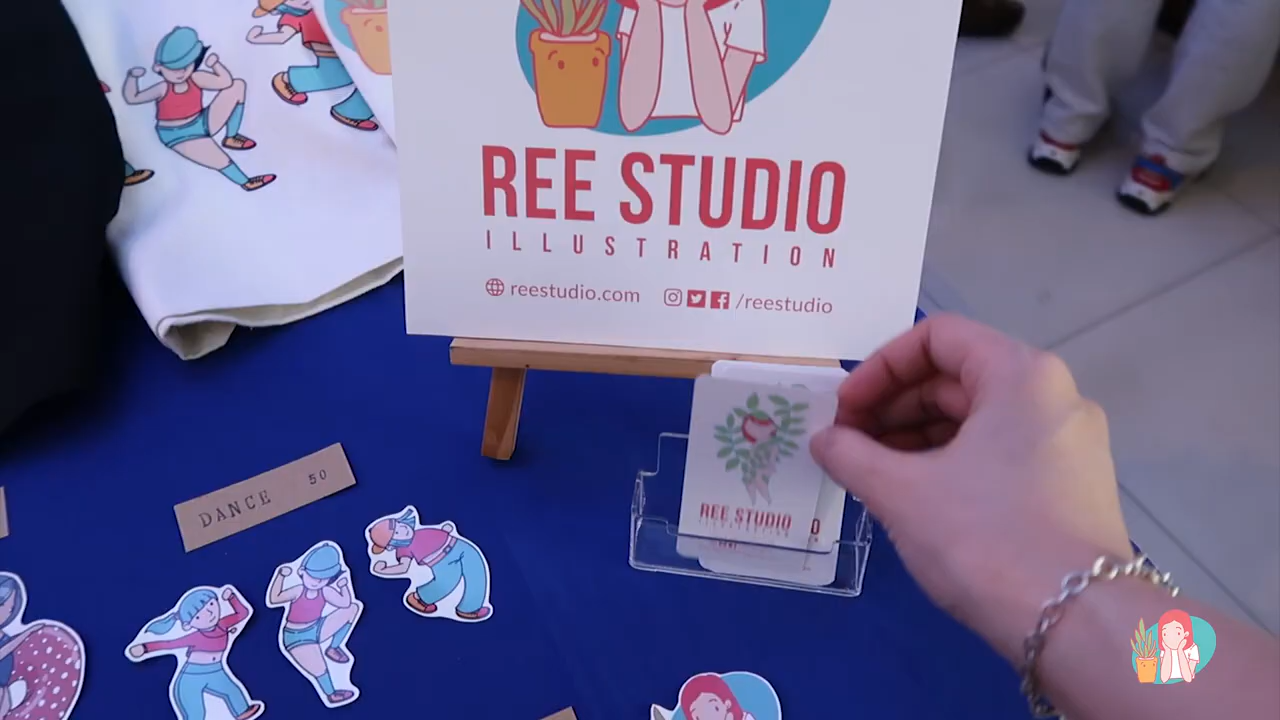 REE STUDIO
ILLUSTRATION
reestudio.com /reestudio
DANCE 50
REE STUDIO